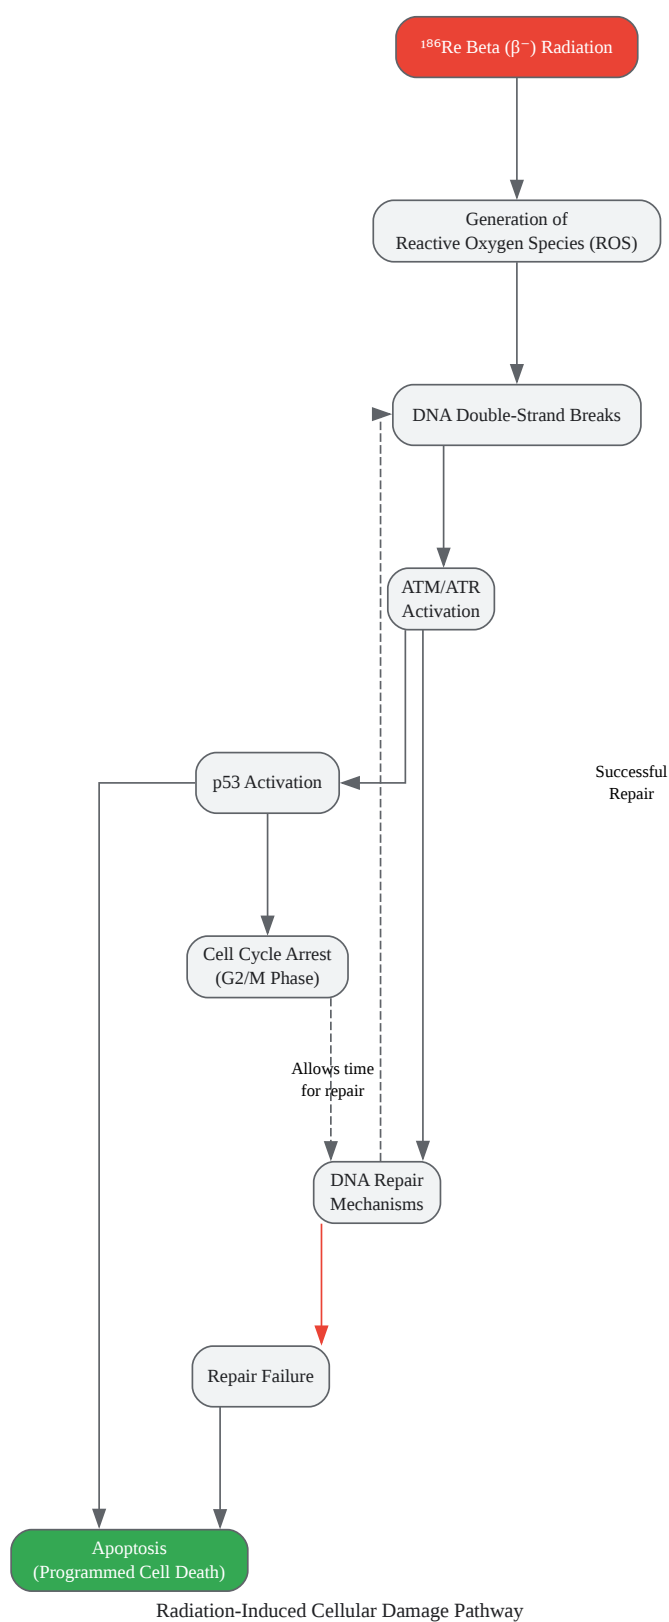 ¹⁸⁶Re Beta (β⁻) Radiation
Generation of
Reactive Oxygen Species (ROS)
DNA Double-Strand Breaks
ATM/ATR
Activation
p53 Activation
Successful
Repair
Cell Cycle Arrest
(G2/M Phase)
Allows time
for repair
DNA Repair
Mechanisms
Repair Failure
Apoptosis
(Programmed Cell Death)
Radiation-Induced Cellular Damage Pathway